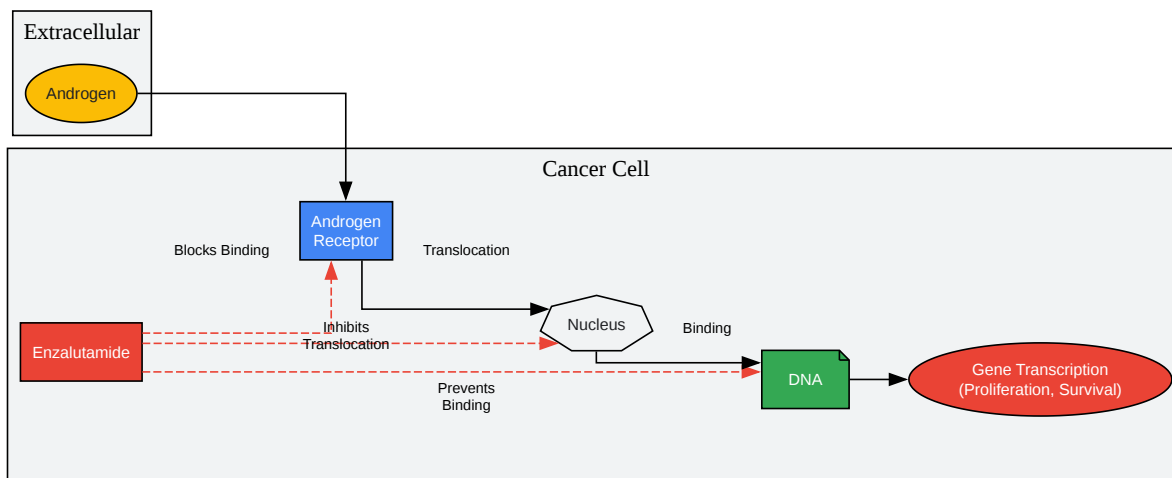 Extracellular
Androgen
Cancer Cell
Androgen
Receptor
Blocks Binding
Translocation
Enzalutamide
Inhibits
Translocation
Nucleus
Binding
Prevents
Binding
DNA
Gene Transcription
(Proliferation, Survival)